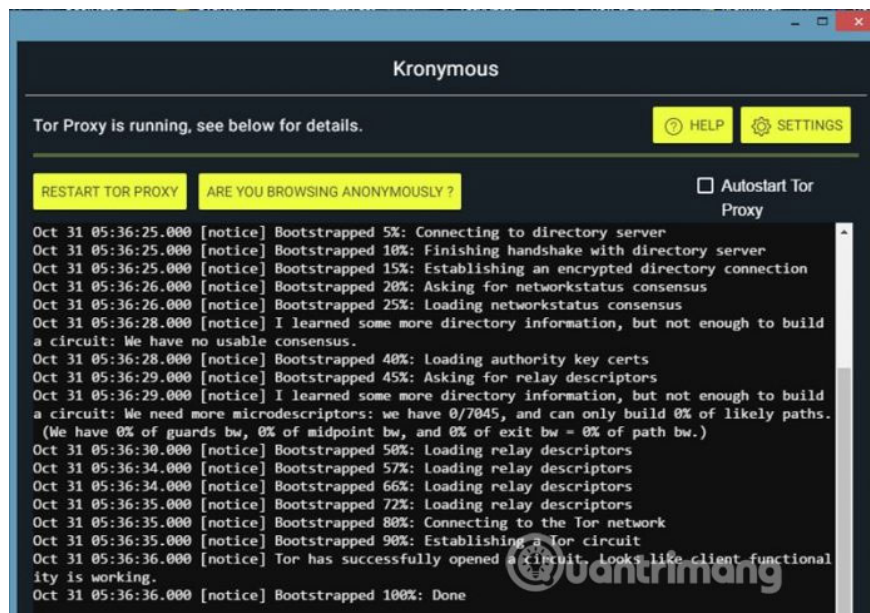 Kronymous
Tor Proxy is running, see below for details.
HELP
SETTINGS
RESTART TOR PROXY
ARE YOU BROWSING ANONYMOUSLY ?
Autostart Tor
Proxy
Oct 31 05:36:25.000 [notice] Bootstrapped 5%: Connecting to directory server
Oct 31 05:36:25.000 [notice] Bootstrapped 10%: Finishing handshake with directory server
Oct 31 05:36:25.000 [notice] Bootstrapped 15%: Establishing an encrypted directory connection
Oct 31 05:36:26.000 [notice] Bootstrapped 20%: Asking for networkstatus consensus
Oct 31 05:36:26.000 [notice] Bootstrapped 25%: Loading networkstatus consensus
Oct 31 05:36:28.000 [notice] I learned some more directory information, but not enough to build
a circuit: We have no usable consensus.
Oct 31 05:36:28.000 [notice] Bootstrapped 40%: Loading authority key certs
Oct 31 05:36:29.000 [notice] Bootstrapped 45%: Asking for relay descriptors
Oct 31 05:36:29.000 [notice] I learned some more directory information, but not enough to build
a circuit: We need more microdescriptors: we have 0/7045, and can only build 0% of likely paths.
(We have 0% of guards bw, 0% of midpoint bw, and 0% of exit bw = 0% of path bw.)
Oct 31 05:36:30.000 [notice] Bootstrapped 50%: Loading relay descriptors
Oct 31 05:36:34.000 [notice] Bootstrapped 57%: Loading relay descriptors
Oct 31 05:36:34.000 [notice] Bootstrapped 66%: Loading relay descriptors
Oct 31 05:36:35.000 [notice] Bootstrapped 72%: Loading relay descriptors
Oct 31 05:36:35.000 [notice] Bootstrapped 80%: Connecting to the Tor network
Oct 31 05:36:35.000 [notice] Bootstrapped 90%: Establishing a Tor circuit
Oct 31 05:36:36.000 [notice] Tor has successfully opened a circuit. Looks like client functional
ity is working.
Oct 31 05:36:36.000 [notice] Bootstrapped 100%: Done
Quantrimang